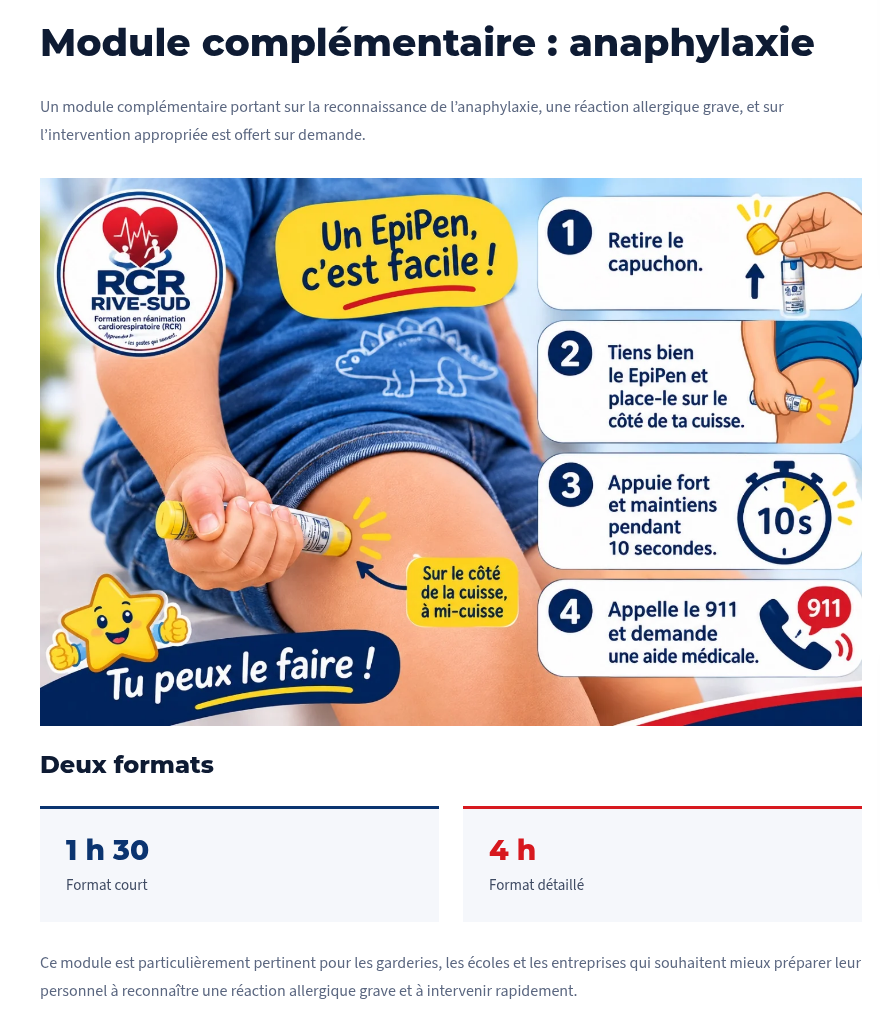 Module complémentaire : anaphylaxie
Un module complémentaire portant sur la reconnaissance de l’anaphylaxie, une réaction allergique grave, et sur
l’intervention appropriée est offert sur demande.
RCR
RIVE-SUD
Formation en réanimation
cardiorespiratoire (RCR)
les gestes qui sauvent.
Un EpiPen,
c’est facile !
1
Retire le
capuchon.
2
Tiens bien
le EpiPen et
place-le sur le
côté de ta cuisse.
3
Appuie fort
et maintiens
pendant
10 secondes.
10 s
Sur le côté
de la cuisse,
à mi-cuisse
4
Appelle le 911
et demande
une aide médicale.
911
Tu peux le faire !
Deux formats
1 h 30
Format court
4 h
Format détaillé
Ce module est particulièrement pertinent pour les garderies, les écoles et les entreprises qui souhaitent mieux préparer leur
personnel à reconnaître une réaction allergique grave et à intervenir rapidement.